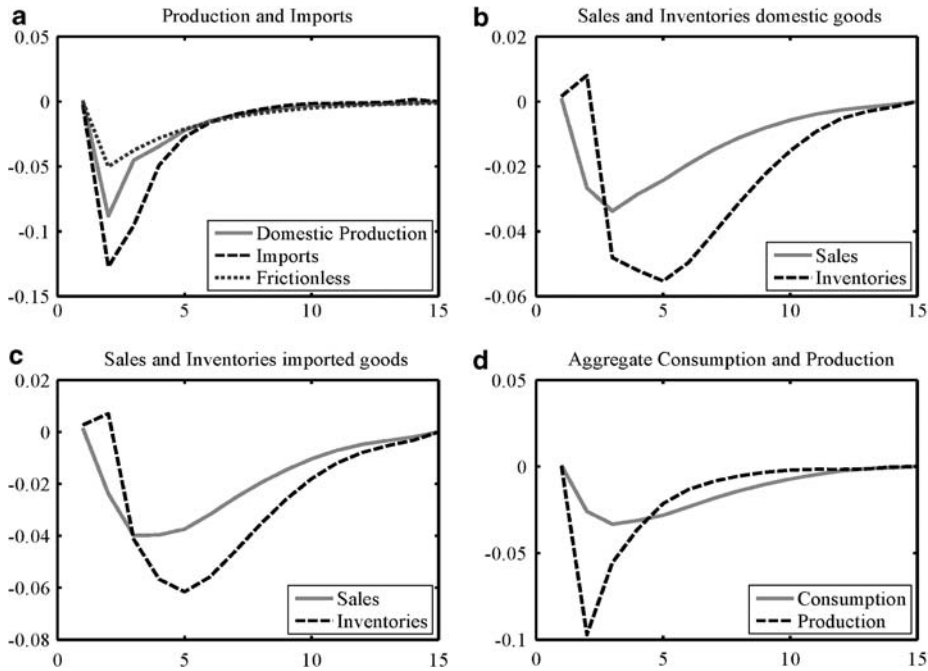 a
Production and Imports
0.05
0
-0.05
-0.1
-0.15
0
5
10
15
Domestic Production
Imports
Frictionless
b
Sales and Inventories domestic goods
0.02
0
-0.02
-0.04
-0.06
0
5
10
15
Sales
Inventories
c
Sales and Inventories imported goods
0.02
0
-0.02
-0.04
-0.06
-0.08
0
5
10
15
Sales
Inventories
d
Aggregate Consumption and Production
0.05
0
-0.05
-0.1
0
5
10
15
Consumption
Production